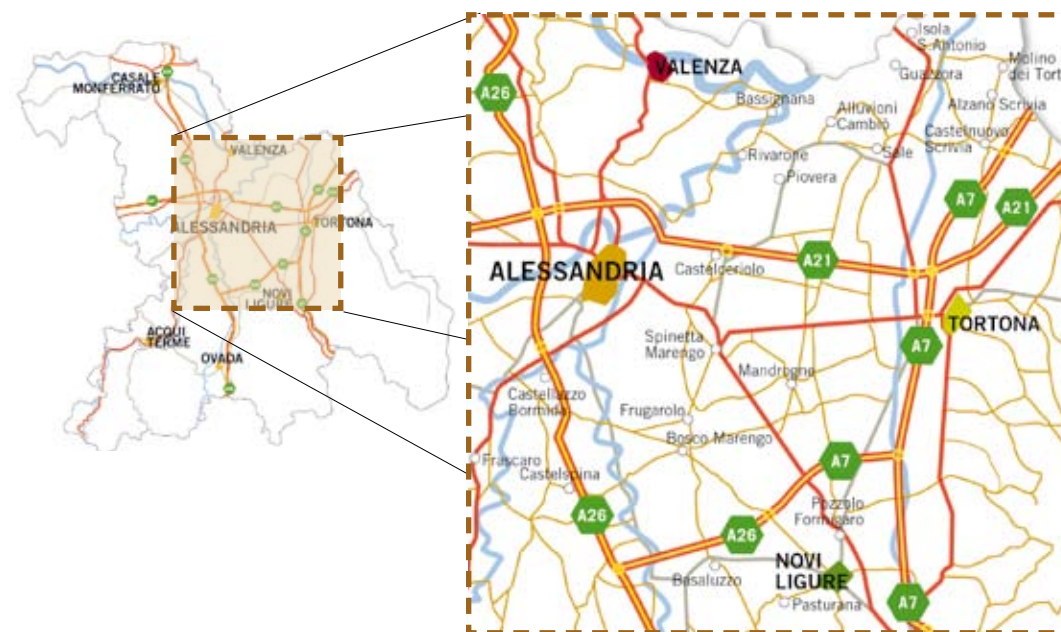 CASALE
MONFERRATO
VALENZA
ALESSANDRIA
TORTONA
NOVI
LIGURE
ACQUI
TERME
OVADA
Isola
S. Antonio
VALENZA
Guazzora
Molino
dei Tort
A26
Bassignana
Alluvioni
Cambiò
Alzano Scrivia
Castelnuovo
Scrivia
Rivarone
Sale
Piovera
A7
A21
ALESSANDRIA
Castelceriolo
A21
TORTONA
Spinetta
Marengo
A7
Mandrogne
Castellazzo
Bormida
Frugarolo
Bosco Marengo
Frascaro
A7
Castelspina
Pozzolo
Formigaro
A26
A26
NOVI
LIGURE
Basaluzzo
Pasturana
A7